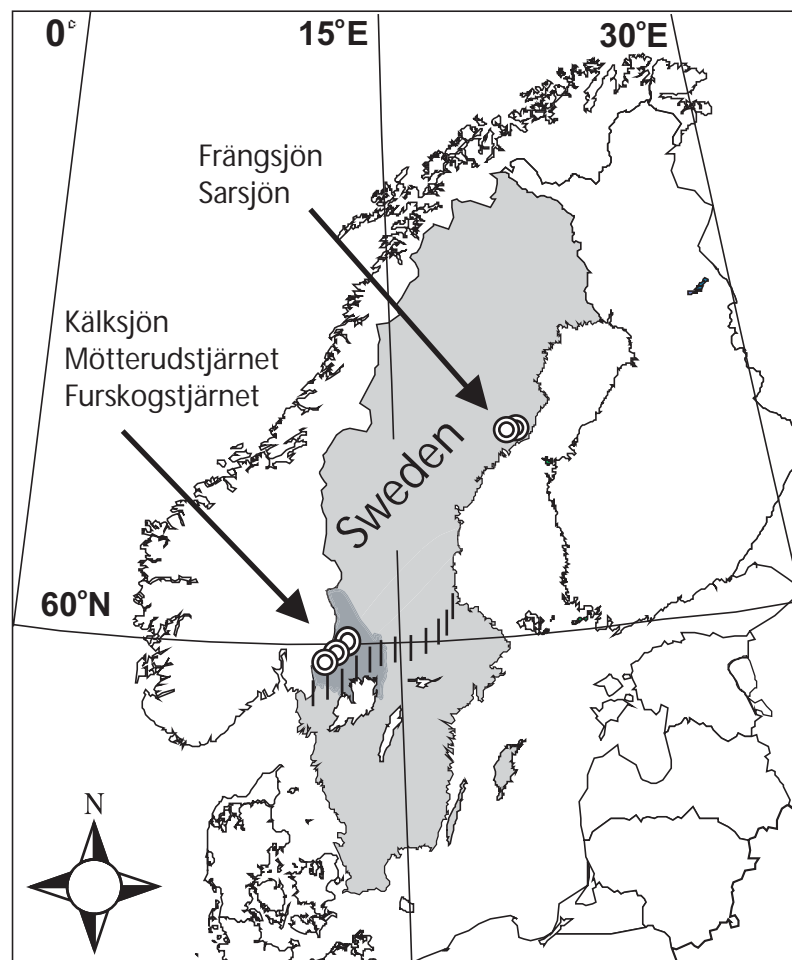 0°
15°E
30°E
Frängsjön
Sarsjön
Kälksjön
Mötterudstjärnet
Furskogstjärnet
Sweden
60°N
N